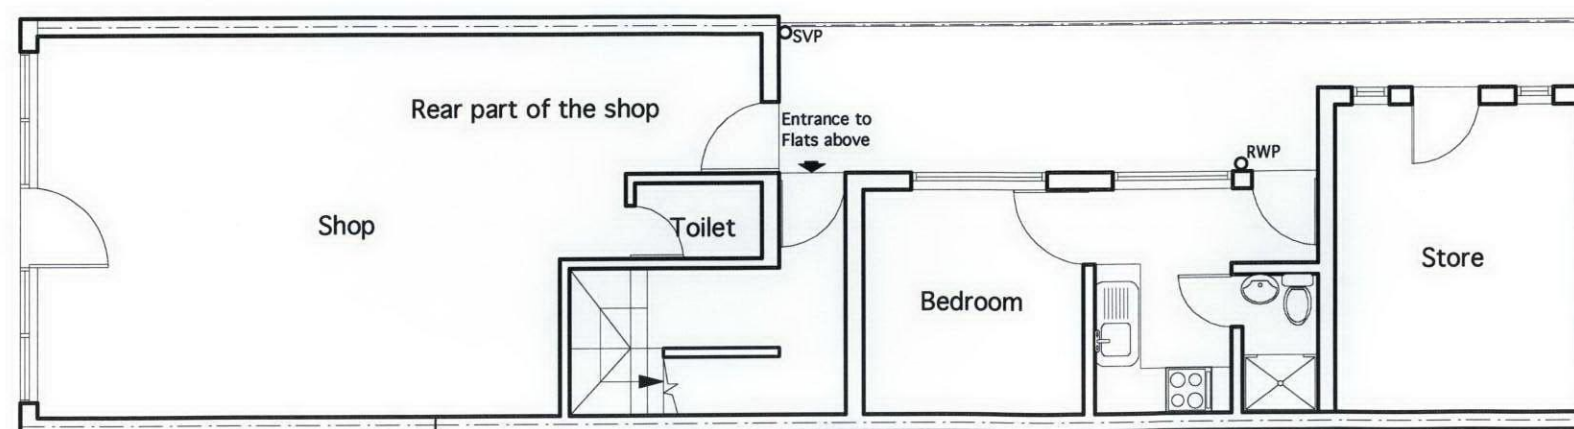 SVP
Rear part of the shop
Entrance to
Flats above
RWP
Shop
Toilet
Store
Bedroom